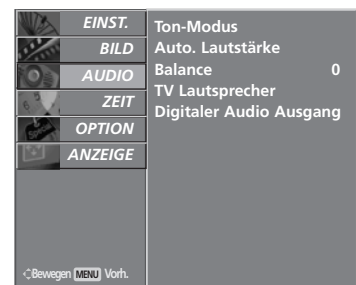 EINST.
BILD
AUDIO
ZEIT
OPTION
ANZEIGE
Ton-Modus
Auto. Lautstärke
Balance 0
TV Lautsprecher
Digitaler Audio Ausgang
Bewegen MENU Vorh.